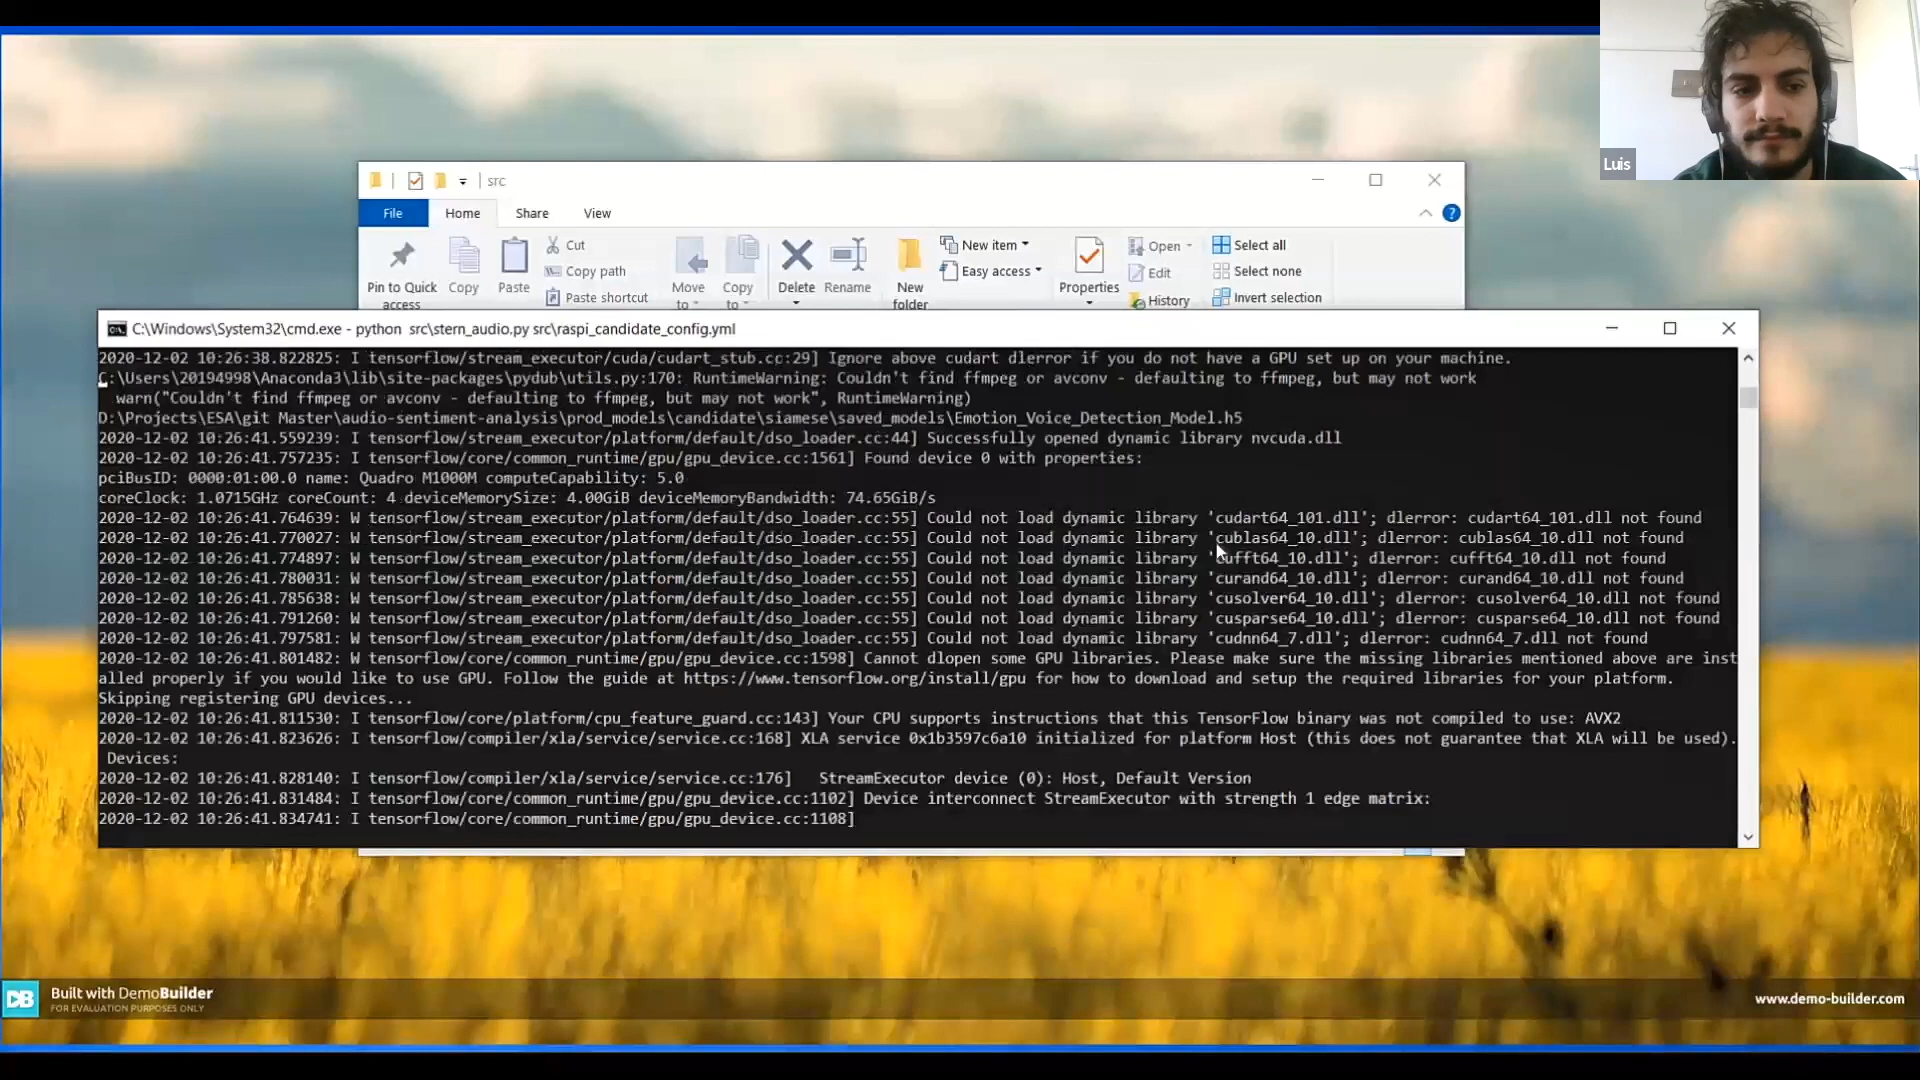 Luis
src
File Home Share View
Pin to Quick access
Copy
Paste
Cut
Copy path
Paste shortcut
Move to
Copy to
Delete
Rename
New folder
New item
Easy access
Properties
Open
Edit
History
Select all
Select none
Invert selection
C:\Windows\System32\cmd.exe - python src\stern_audio.py src\raspi_candidate_config.yml
2020-12-02 10:26:38.822825: I tensorflow/stream_executor/cuda/cudart_stub.cc:29] Ignore above cudart dlerror if you do not have a GPU set up on your machine.
C:\Users\20194998\Anaconda3\lib\site-packages\pydub\utils.py:170: RuntimeWarning: Couldn't find ffmpeg or avconv - defaulting to ffmpeg, but may not work
warn("Couldn't find ffmpeg or avconv - defaulting to ffmpeg, but may not work", RuntimeWarning)
D:\Projects\ESA\git Master\audio-sentiment-analysis\prod_models\candidate\siamese\saved_models\Emotion_Voice_Detection_Model.h5
2020-12-02 10:26:41.559239: I tensorflow/stream_executor/platform/default/dso_loader.cc:44] Successfully opened dynamic library nvcuda.dll
2020-12-02 10:26:41.757235: I tensorflow/core/common_runtime/gpu/gpu_device.cc:1561] Found device 0 with properties:
pciBusID: 0000:01:00.0 name: Quadro M1000M computeCapability: 5.0
coreClock: 1.0715GHz coreCount: 4 deviceMemorySize: 4.00GiB deviceMemoryBandwidth: 74.65GiB/s
2020-12-02 10:26:41.764639: W tensorflow/stream_executor/platform/default/dso_loader.cc:55] Could not load dynamic library 'cudart64_101.dll'; dlerror: cudart64_101.dll not found
2020-12-02 10:26:41.770027: W tensorflow/stream_executor/platform/default/dso_loader.cc:55] Could not load dynamic library 'cublas64_10.dll'; dlerror: cublas64_10.dll not found
2020-12-02 10:26:41.774897: W tensorflow/stream_executor/platform/default/dso_loader.cc:55] Could not load dynamic library 'cufft64_10.dll'; dlerror: cufft64_10.dll not found
2020-12-02 10:26:41.780031: W tensorflow/stream_executor/platform/default/dso_loader.cc:55] Could not load dynamic library 'curand64_10.dll'; dlerror: curand64_10.dll not found
2020-12-02 10:26:41.785638: W tensorflow/stream_executor/platform/default/dso_loader.cc:55] Could not load dynamic library 'cusolver64_10.dll'; dlerror: cusolver64_10.dll not found
2020-12-02 10:26:41.791260: W tensorflow/stream_executor/platform/default/dso_loader.cc:55] Could not load dynamic library 'cusparse64_10.dll'; dlerror: cusparse64_10.dll not found
2020-12-02 10:26:41.797581: W tensorflow/stream_executor/platform/default/dso_loader.cc:55] Could not load dynamic library 'cudnn64_7.dll'; dlerror: cudnn64_7.dll not found
2020-12-02 10:26:41.801482: W tensorflow/core/common_runtime/gpu/gpu_device.cc:1598] Cannot dlopen some GPU libraries. Please make sure the missing libraries mentioned above are inst
alled properly if you would like to use GPU. Follow the guide at https://www.tensorflow.org/install/gpu for how to download and setup the required libraries for your platform.
Skipping registering GPU devices...
2020-12-02 10:26:41.811530: I tensorflow/core/platform/cpu_feature_guard.cc:143] Your CPU supports instructions that this TensorFlow binary was not compiled to use: AVX2
2020-12-02 10:26:41.823626: I tensorflow/compiler/xla/service/service.cc:168] XLA service 0x1b3597c6a10 initialized for platform Host (this does not guarantee that XLA will be used).
Devices:
2020-12-02 10:26:41.828140: I tensorflow/compiler/xla/service/service.cc:176] StreamExecutor device (0): Host, Default Version
2020-12-02 10:26:41.831484: I tensorflow/core/common_runtime/gpu/gpu_device.cc:1102] Device interconnect StreamExecutor with strength 1 edge matrix:
2020-12-02 10:26:41.834741: I tensorflow/core/common_runtime/gpu/gpu_device.cc:1108]
DB
Built with DemoBuilder
FOR EVALUATION PURPOSES ONLY
www.demo-builder.com